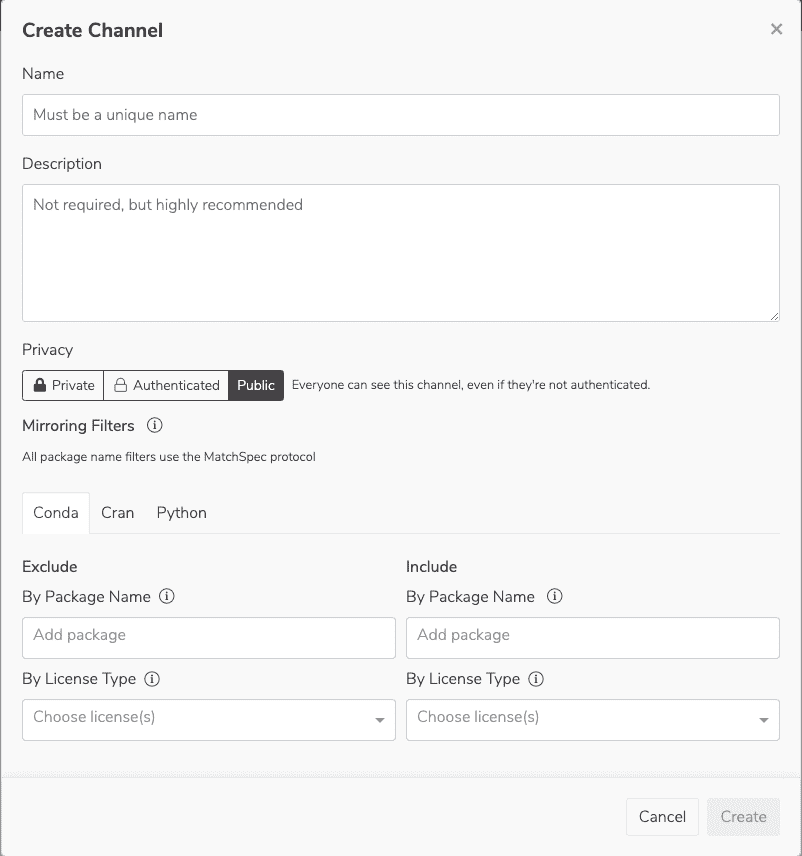 Create Channel ×
Name
Must be a unique name
Description
Not required, but highly recommended
Privacy
Private Authenticated Public Everyone can see this channel, even if they're not authenticated.
Mirroring Filters
All package name filters use the MatchSpec protocol
Conda Cran Python
Exclude Include
By Package Name By Package Name
Add package Add package
By License Type By License Type
Choose license(s) Choose license(s)
Cancel Create